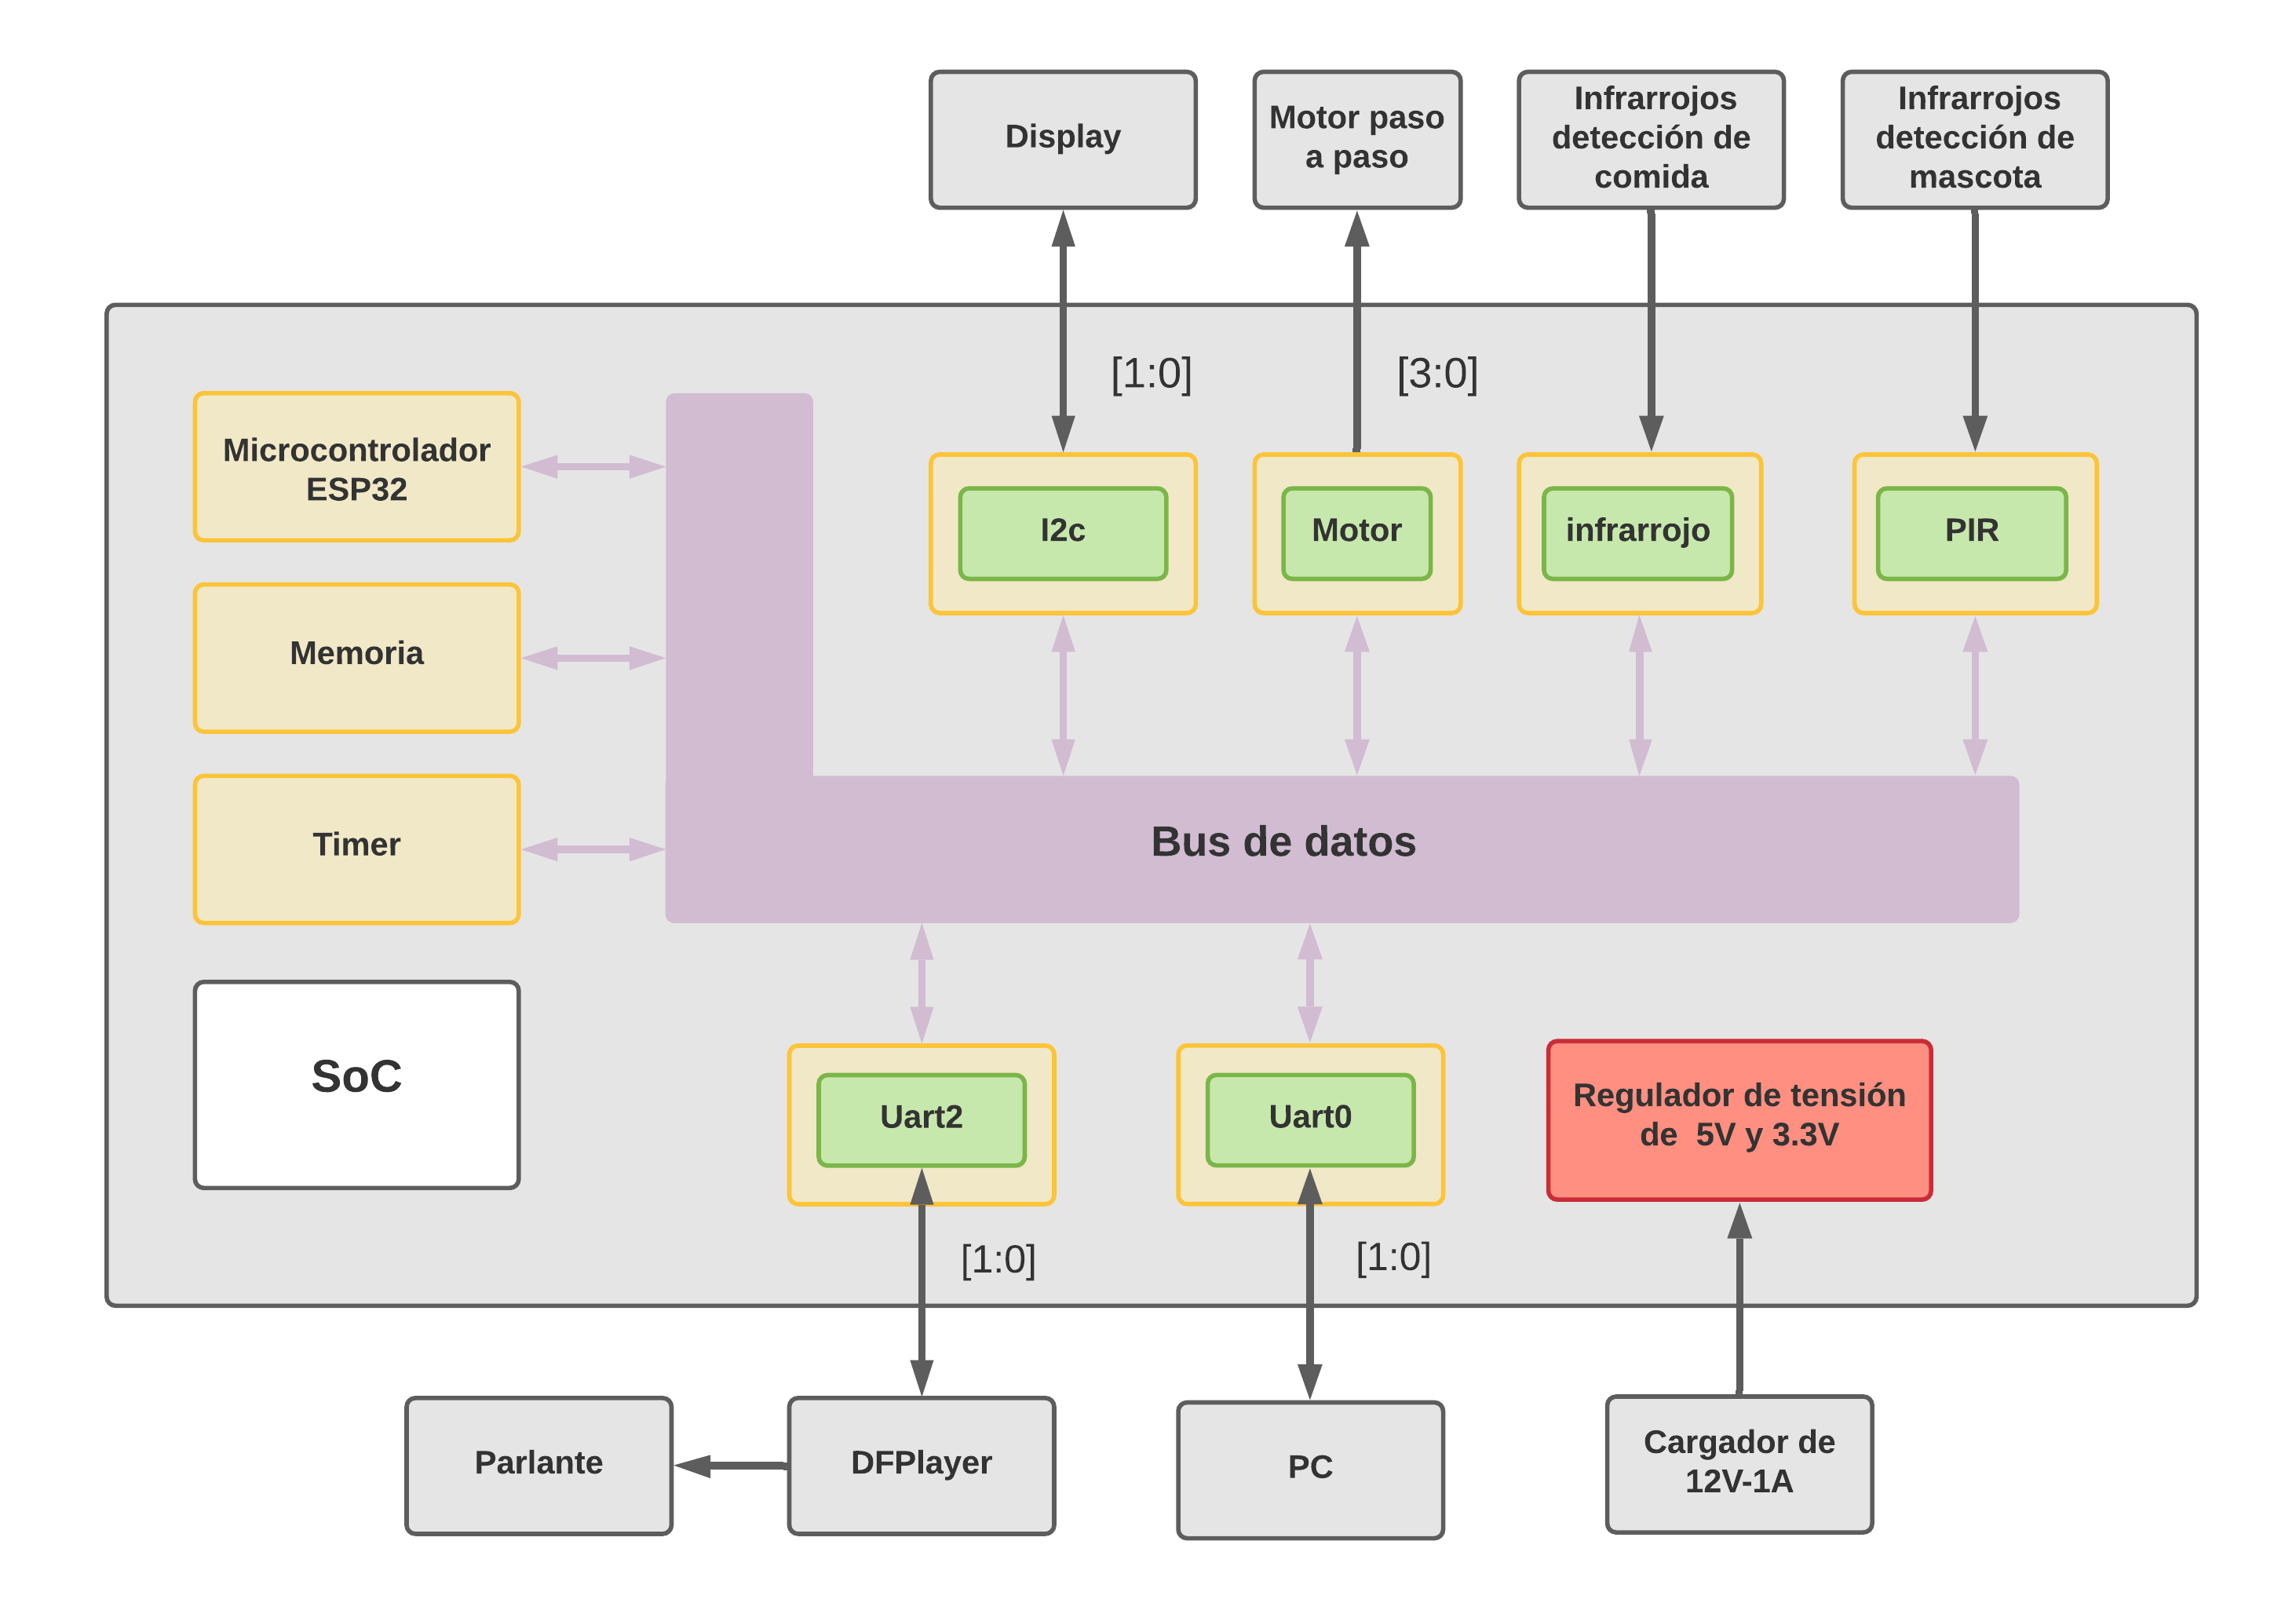 Display
Motor paso
a paso
Infrarrojos
detección de
comida
Infrarrojos
detección de
mascota
[1:0]
[3:0]
Microcontrolador
ESP32
I2c
Motor
infrarrojo
PIR
Memoria
Timer
Bus de datos
SoC
Uart2
Uart0
Regulador de tensión
de  5V y 3.3V
[1:0]
[1:0]
Parlante
DFPlayer
PC
Cargador de
12V-1A